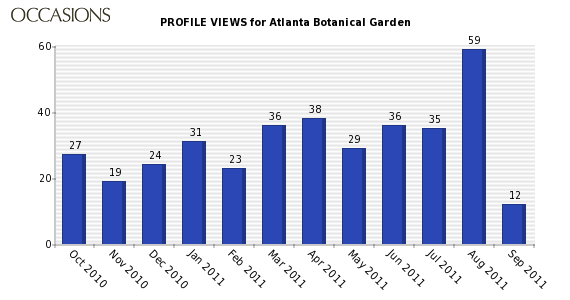 OCCASIONS
PROFILE VIEWS for Atlanta Botanical Garden
60
40
20
0
27
19
24
31
23
36
38
29
36
35
59
12
Oct 2010
Nov 2010
Dec 2010
Jan 2011
Feb 2011
Mar 2011
Apr 2011
May 2011
Jun 2011
Jul 2011
Aug 2011
Sep 2011